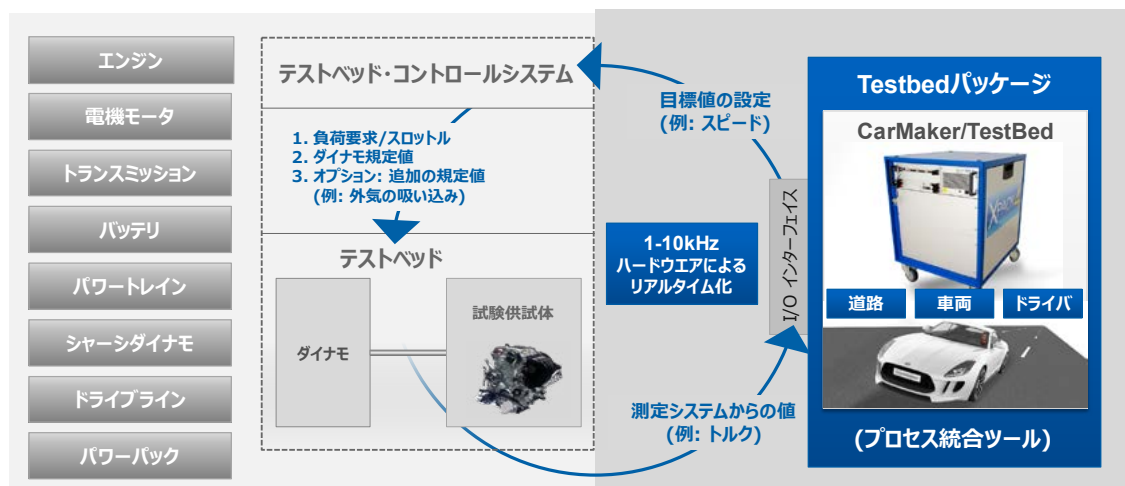 エンジン
電機モータ
トランスミッション
バッテリ
パワートレイン
シャーシダイナモ
ドライブライン
パワーパック
テストベッド・コントロールシステム
1. 負荷要求/スロットル
2. ダイナモ規定値
3. オプション: 追加の規定値
(例: 外気の吸い込み)
テストベッド
ダイナモ
試験供試体
目標値の設定
(例: スピード)
1-10kHz
ハードウエアによる
リアルタイム化
I/O インターフェイス
測定システムからの値
(例: トルク)
Testbedパッケージ
CarMaker/TestBed
XPACK
道路
車両
ドライバ
(プロセス統合ツール)